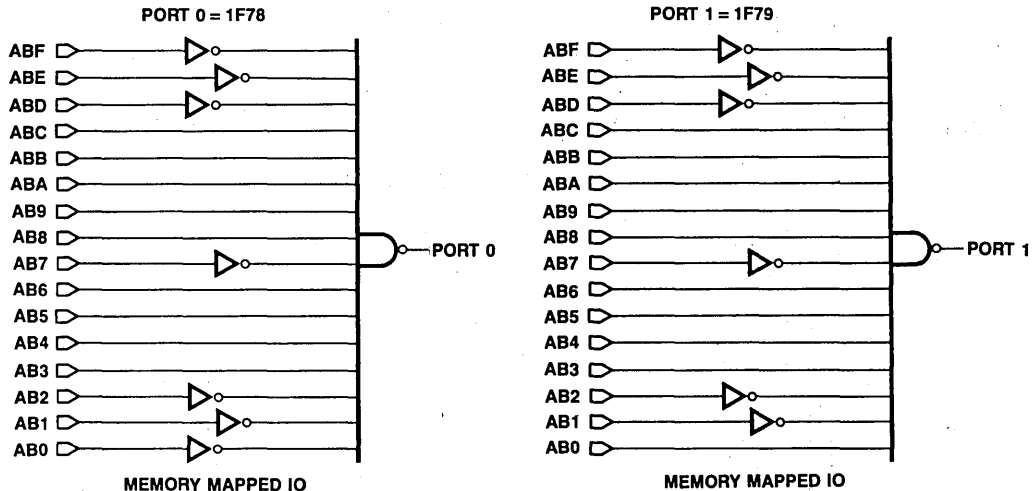 PORT 0 = 1F78
ABF
ABE
ABD
ABC
ABB
ABA
AB9
AB8
AB7
AB6
AB5
AB4
AB3
AB2
AB1
AB0
PORT 0
MEMORY MAPPED IO
PORT 1 = 1F79
ABF
ABE
ABD
ABC
ABB
ABA
AB9
AB8
AB7
AB6
AB5
AB4
AB3
AB2
AB1
AB0
PORT 1
MEMORY MAPPED IO